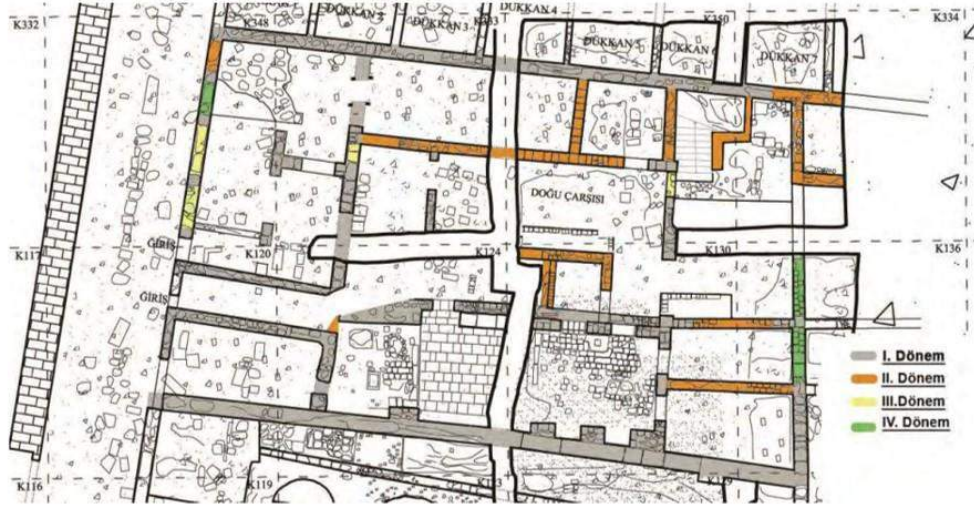 DÜKKAN 4
K332
K348
DÜKKAN 2
DÜKKAN 3
K333
K350
K334
DÜKKAN 5
DÜKKAN 6
DÜKKAN 7
DOĞU ÇARŞISI
K117
GİRİŞ
K120
K124
K130
K136
GİRİŞ
I. Dönem
II. Dönem
III.Dönem
IV. Dönem
K116
K119